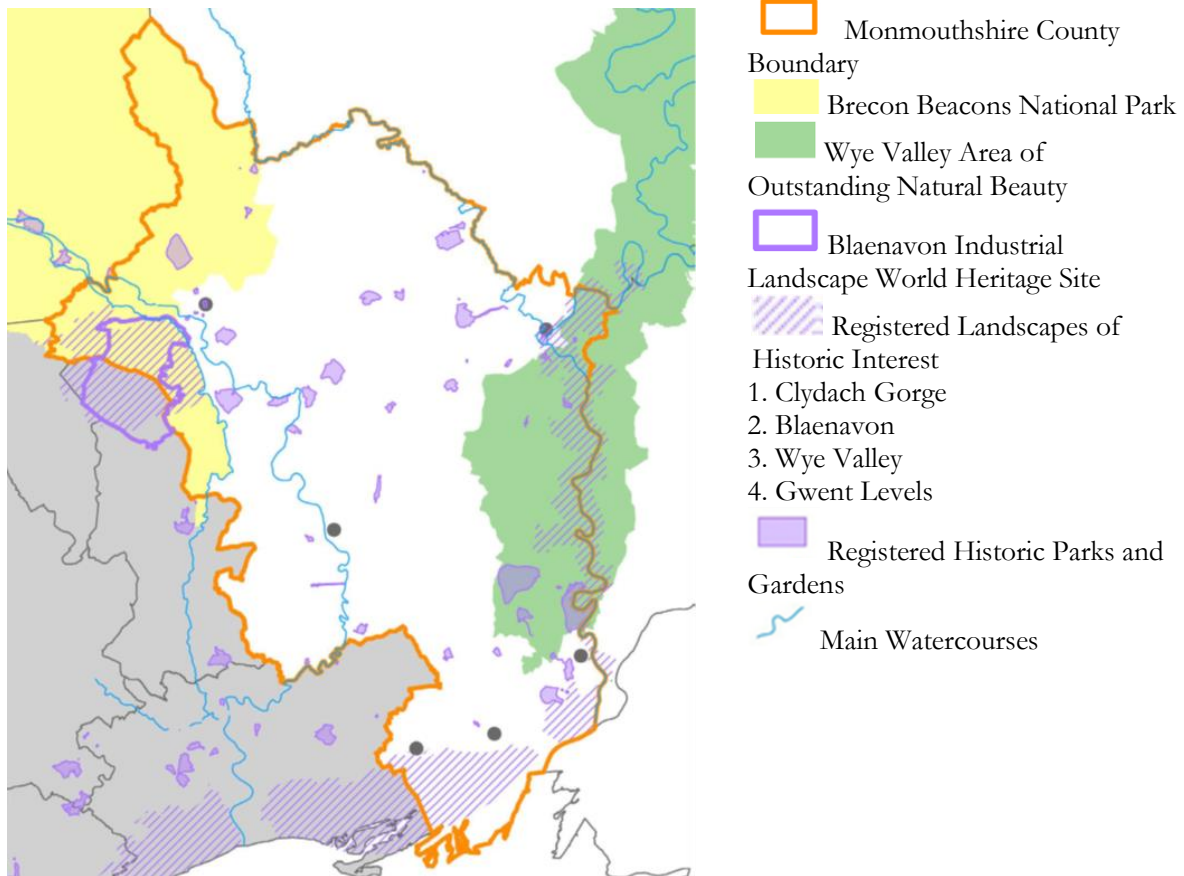 Monmouthshire County
Boundary
Brecon Beacons National Park
Wye Valley Area of
Outstanding Natural Beauty
Blaenavon Industrial
Landscape World Heritage Site
Registered Landscapes of
Historic Interest
1. Clydach Gorge
2. Blaenavon
3. Wye Valley
4. Gwent Levels
Registered Historic Parks and
Gardens
Main Watercourses